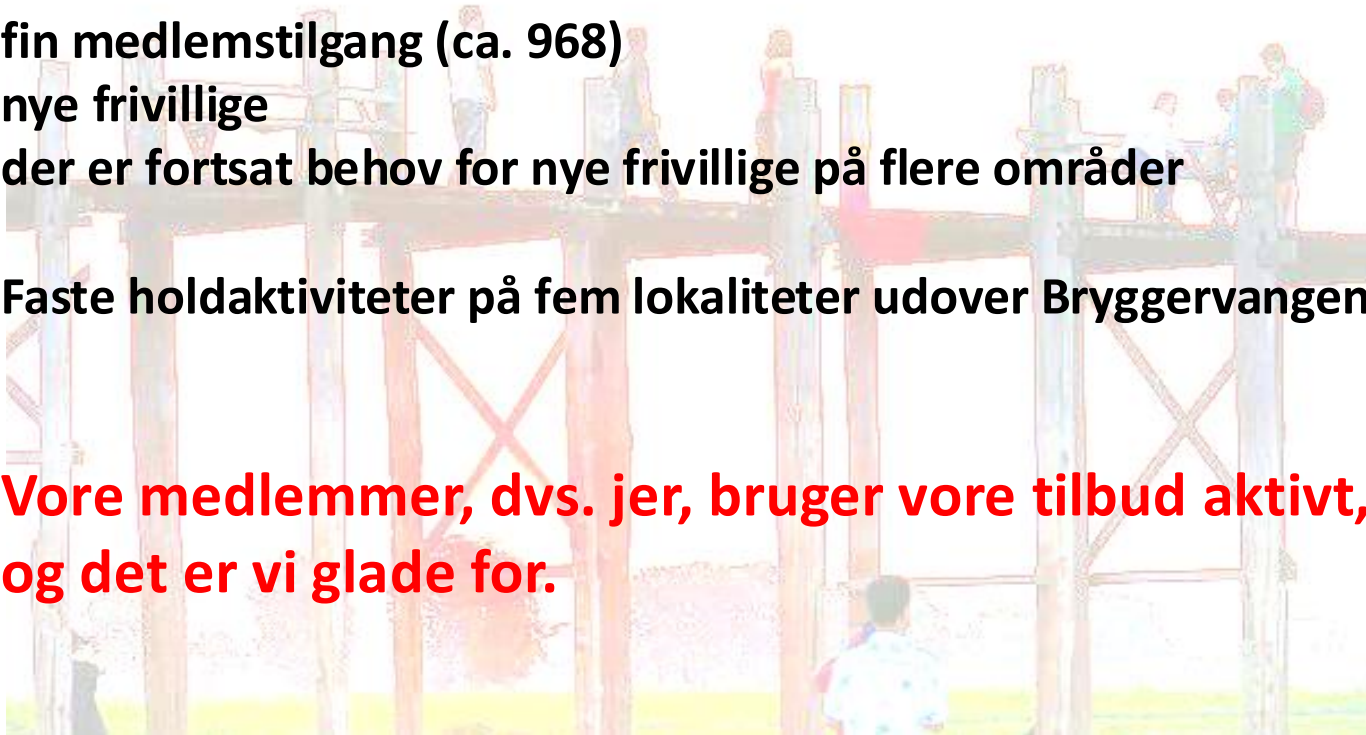 fin medlemstilgang (ca. 968)
nye frivillige
der er fortsat behov for nye frivillige på flere områder
Faste holdaktiviteter på fem lokaliteter udover Bryggervangen
Vore medlemmer, dvs. jer, bruger vore tilbud aktivt,
og det er vi glade for.